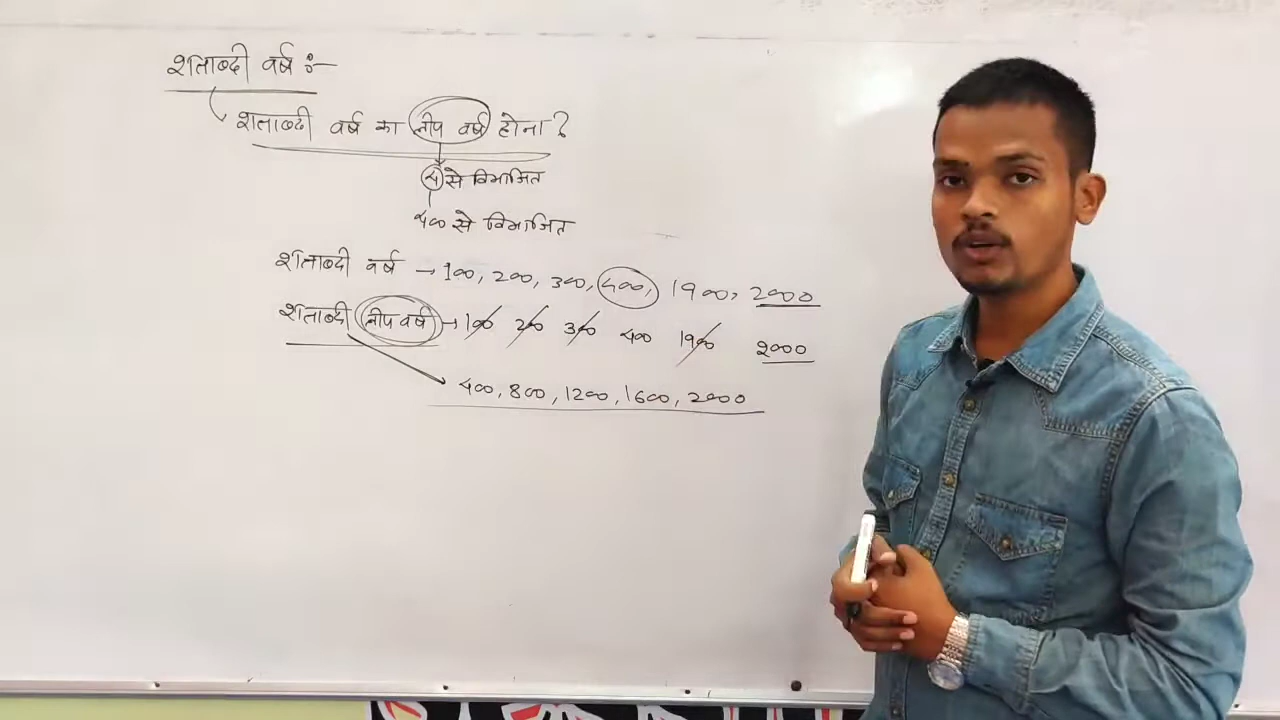 शताब्दी वर्ष :-
शताब्दी वर्ष का लीप वर्ष होना ?
4 से विभाजित
400 से विभाजित
शताब्दी वर्ष → 100, 200, 300, 400, 1900, 2000
शताब्दी लीप वर्ष → 100 200 300 400 1900 2000
400, 800, 1200, 1600, 2000